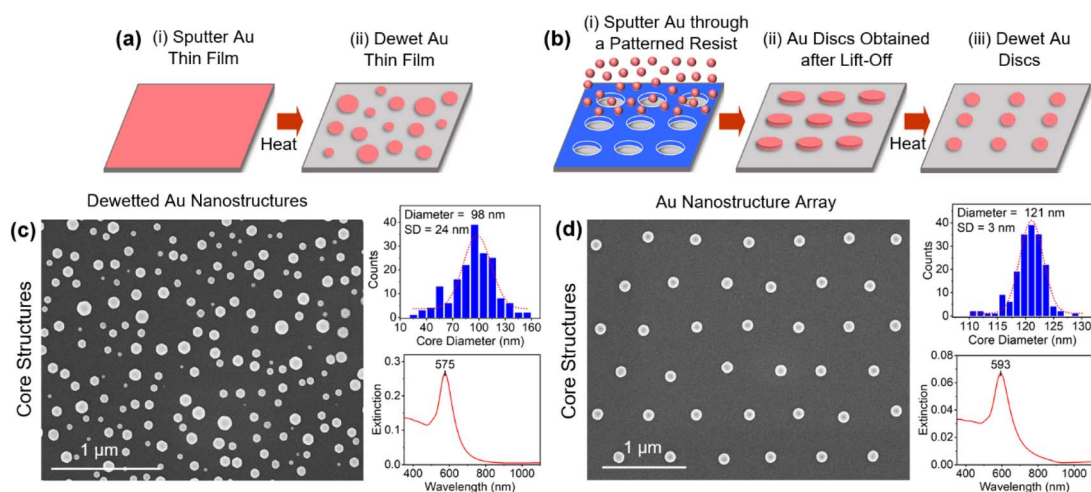 (a)
(i) Sputter Au
Thin Film
(ii) Dewet Au
Thin Film
Heat
(b)
(i) Sputter Au through
a Patterned Resist
(ii) Au Discs Obtained
after Lift-Off
(iii) Dewet Au
Discs
Heat
Dewetted Au Nanostructures
Core Structures
(c)
1 μm
Diameter = 98 nm
SD = 24 nm
Counts
40
30
20
10
0
10 40 70 100 130 160
Core Diameter (nm)
575
Extinction
0.3
0.2
0.1
0.0
400 600 800 1000
Wavelength (nm)
Au Nanostructure Array
Core Structures
(d)
1 μm
Diameter = 121 nm
SD = 3 nm
Counts
40
30
20
10
0
110 115 120 125 130
Core Diameter (nm)
593
Extinction
0.08
0.06
0.04
0.02
0.00
400 600 800 1000
Wavelength (nm)